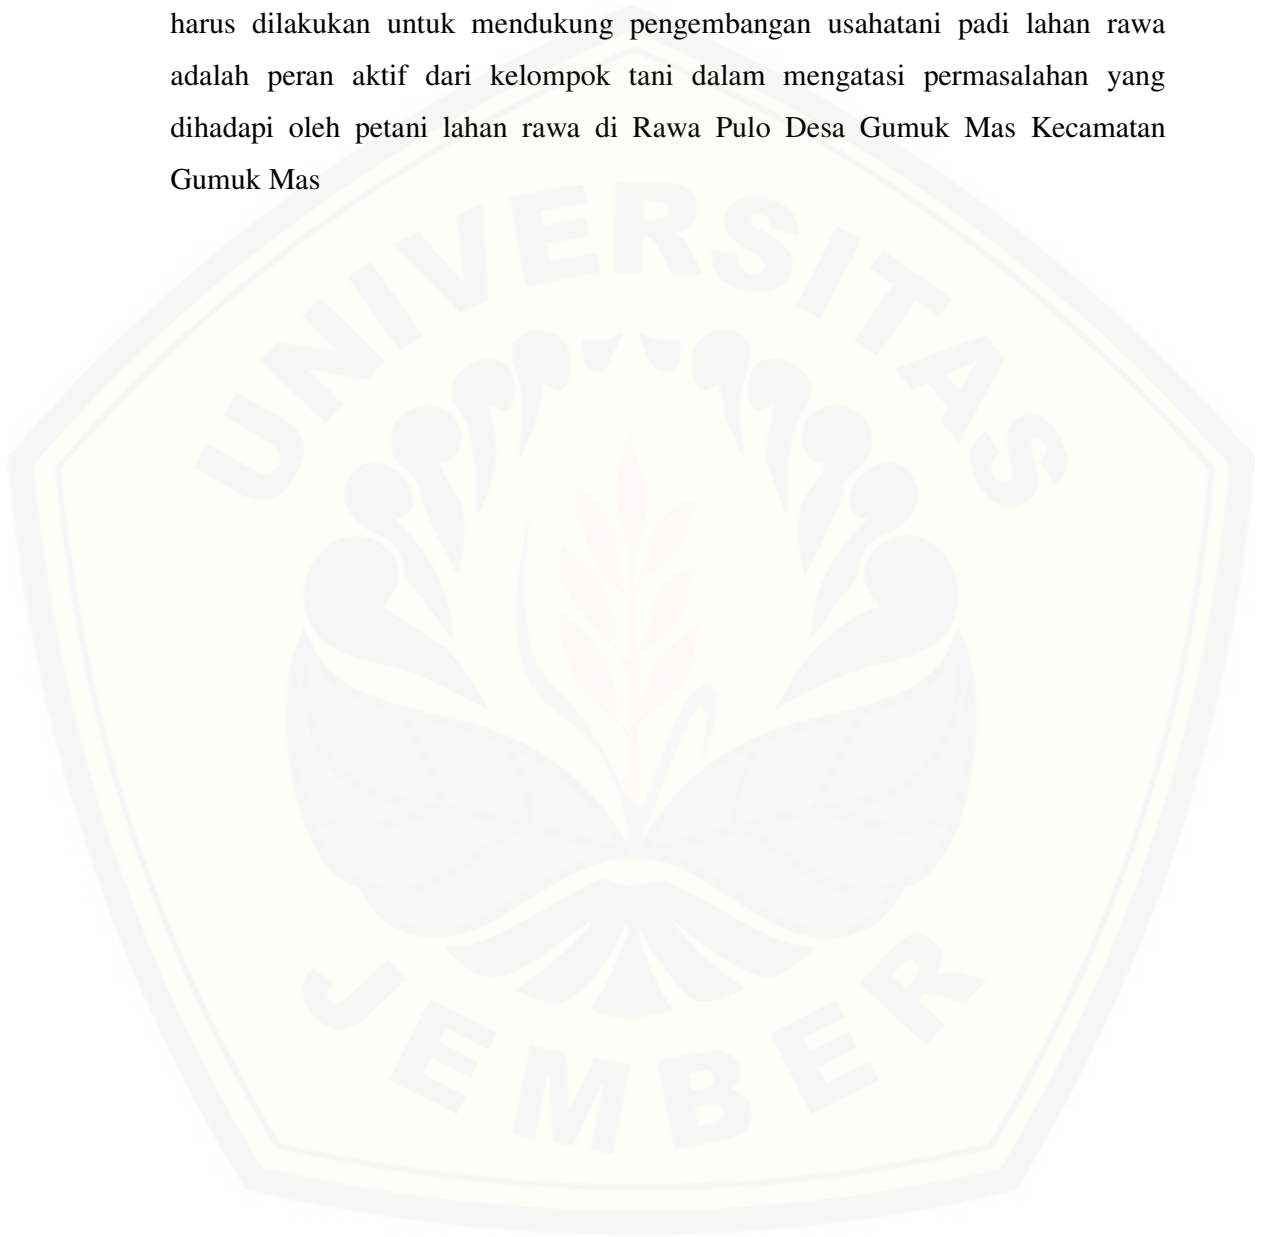 harus dilakukan untuk mendukung pengembangan usahatani padi lahan rawa
adalah peran aktif dari kelompok tani dalam mengatasi permasalahan yang
dihadapi oleh petani lahan rawa di Rawa Pulo Desa Gumuk Mas Kecamatan
Gumuk Mas
UNIVERSITAS
JEMBER